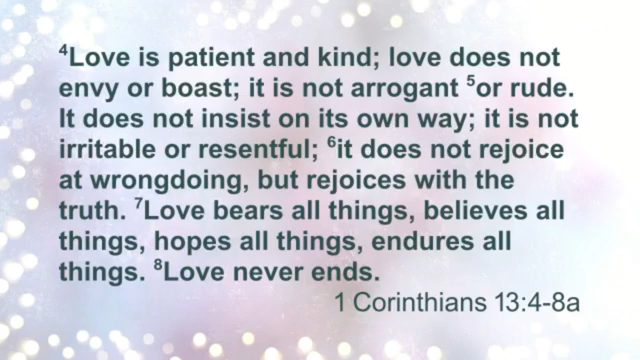 ⁴Love is patient and kind; love does not
envy or boast; it is not arrogant ⁵or rude.
It does not insist on its own way; it is not
irritable or resentful; ⁶it does not rejoice
at wrongdoing, but rejoices with the
truth. ⁷Love bears all things, believes all
things, hopes all things, endures all
things. ⁸Love never ends.
1 Corinthians 13:4-8a